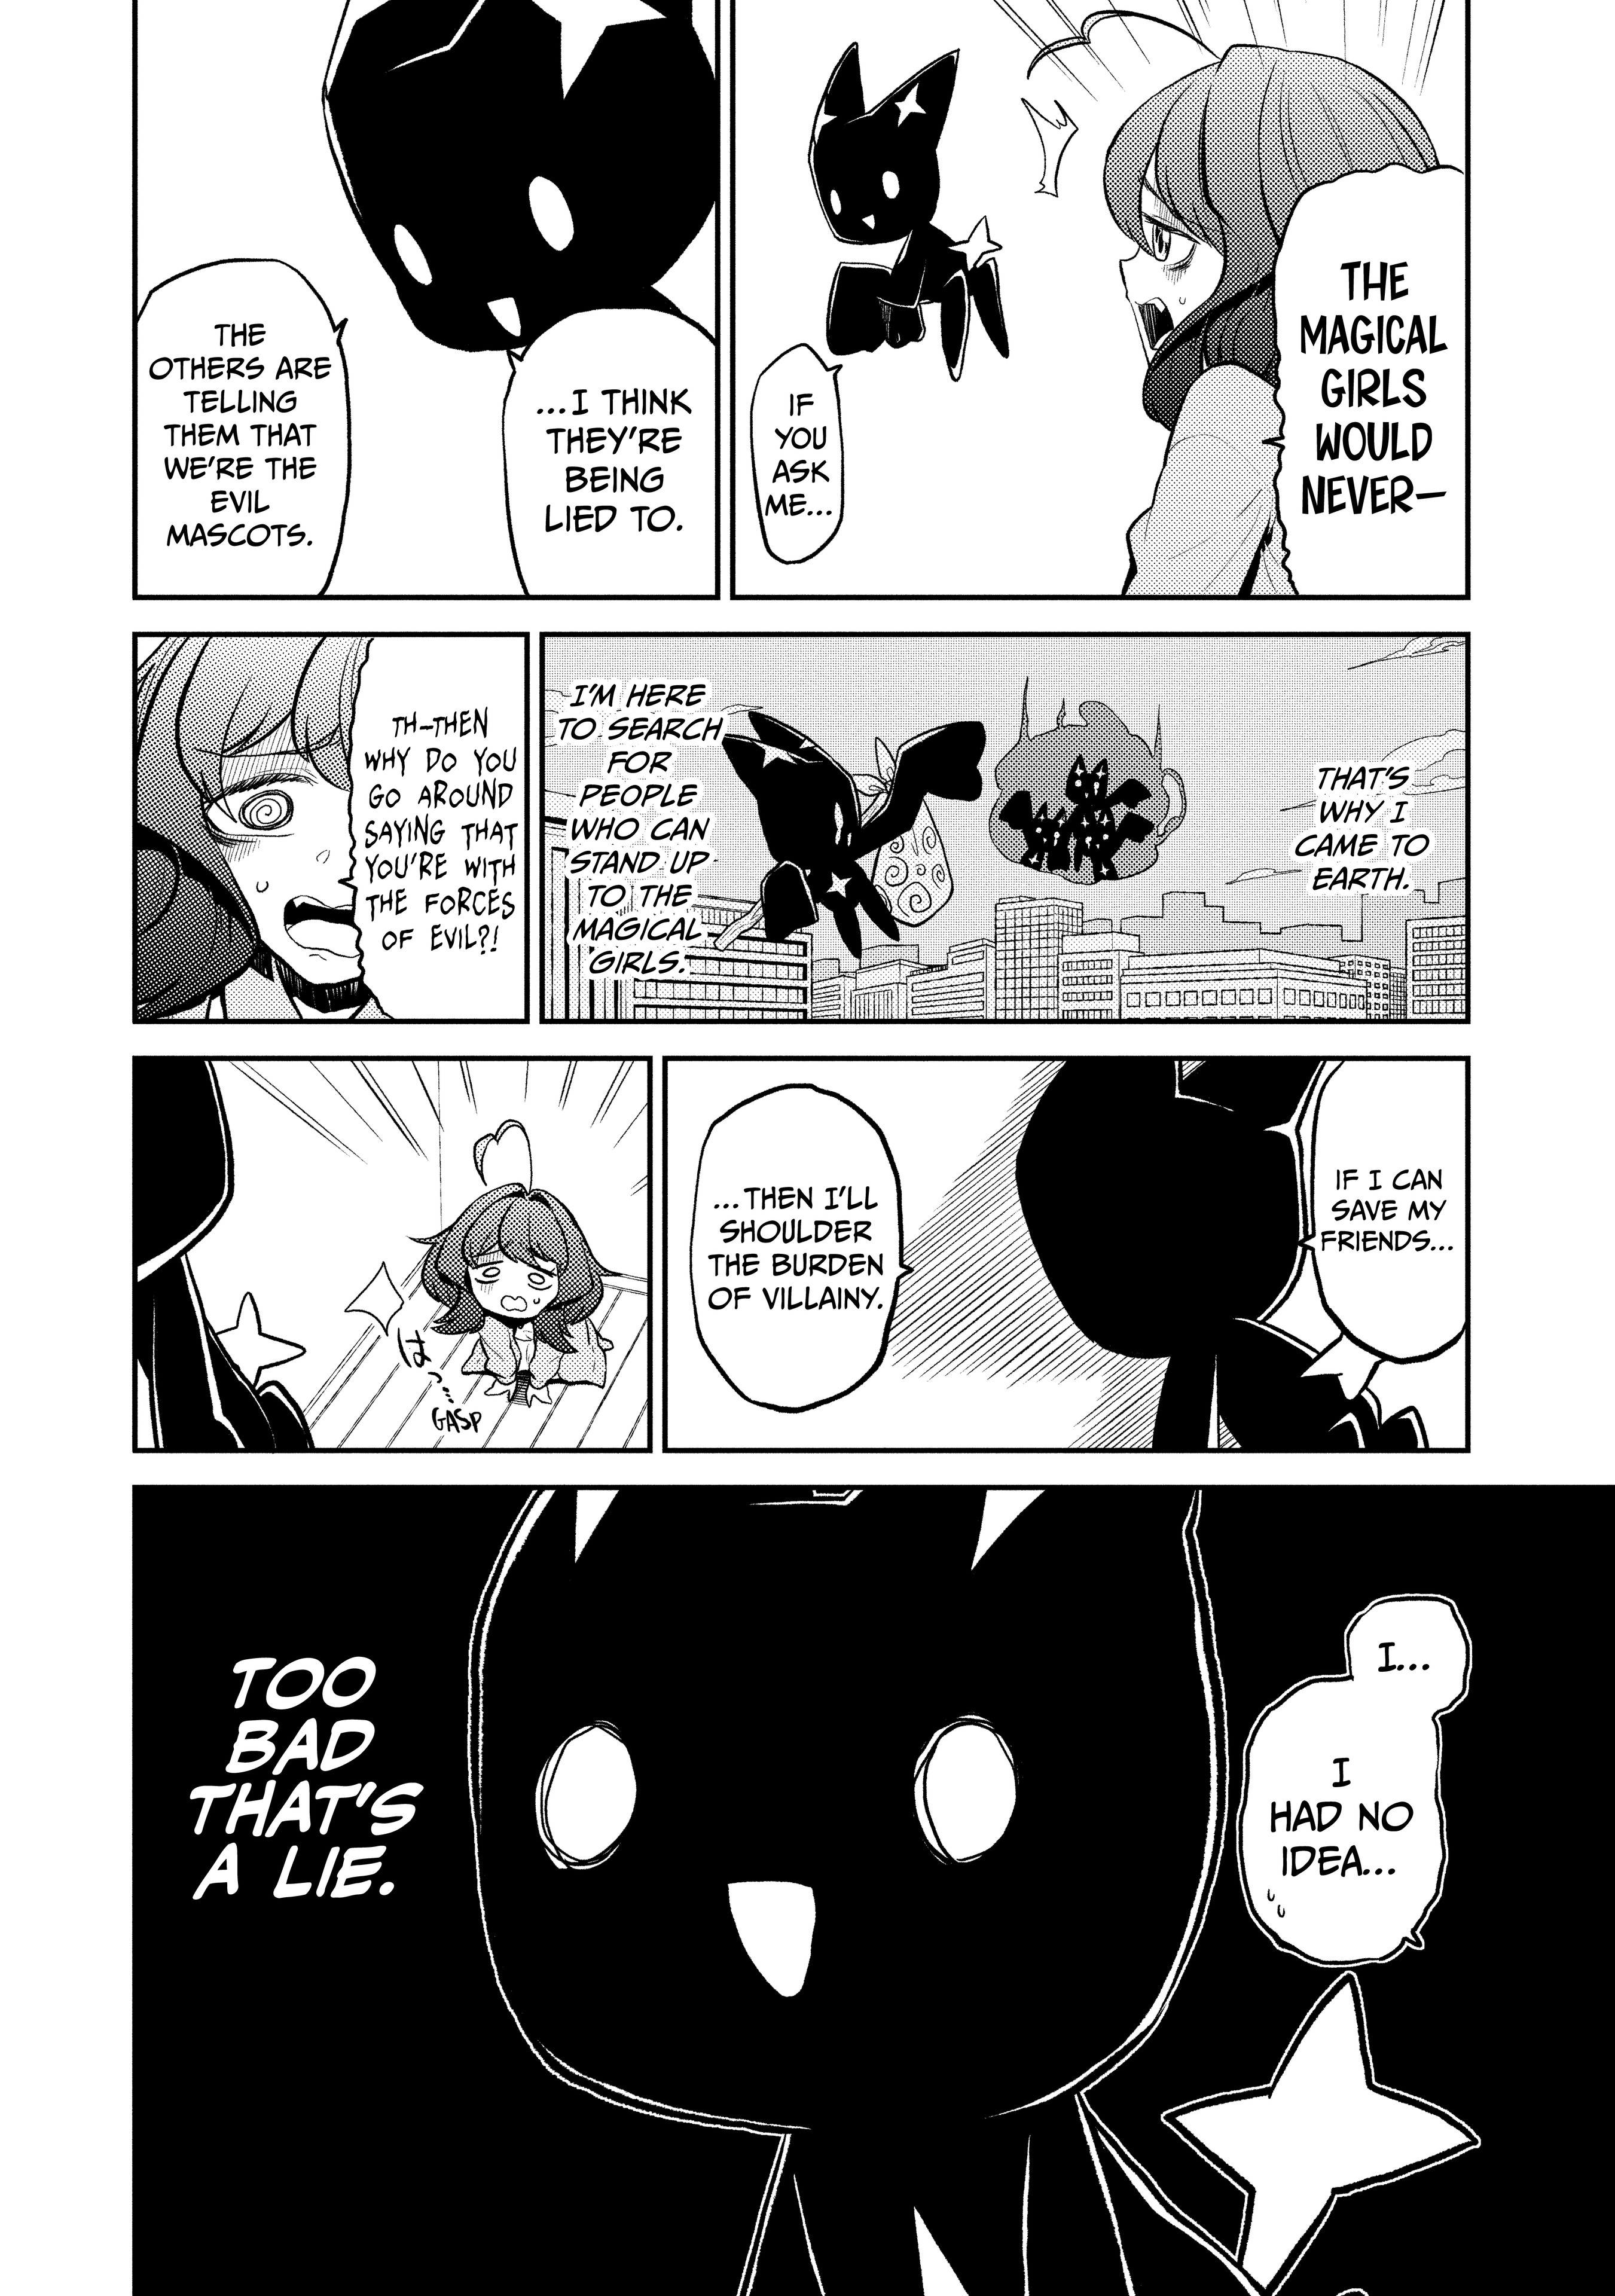 THE
MAGICAL
GIRLS
WOULD
NEVER—
IF
YOU
ASK
ME...
...I THINK
THEY'RE
BEING
LIED TO.
THE
OTHERS ARE
TELLING
THEM THAT
WE'RE THE
EVIL
MASCOTS.
THAT'S
WHY I
CAME TO
EARTH.
I'M HERE
TO SEARCH
FOR
PEOPLE
WHO CAN
STAND UP
TO THE
MAGICAL
GIRLS.
TH-THEN
WHY DO YOU
GO AROUND
SAYING THAT
YOU'RE WITH
THE FORCES
OF EVIL?!
IF I CAN
SAVE MY
FRIENDS...
...THEN I'LL
SHOULDER
THE BURDEN
OF VILLAINY.
はっ…
GASP
I...
I
HAD NO
IDEA...
TOO
BAD
THAT'S
A LIE.